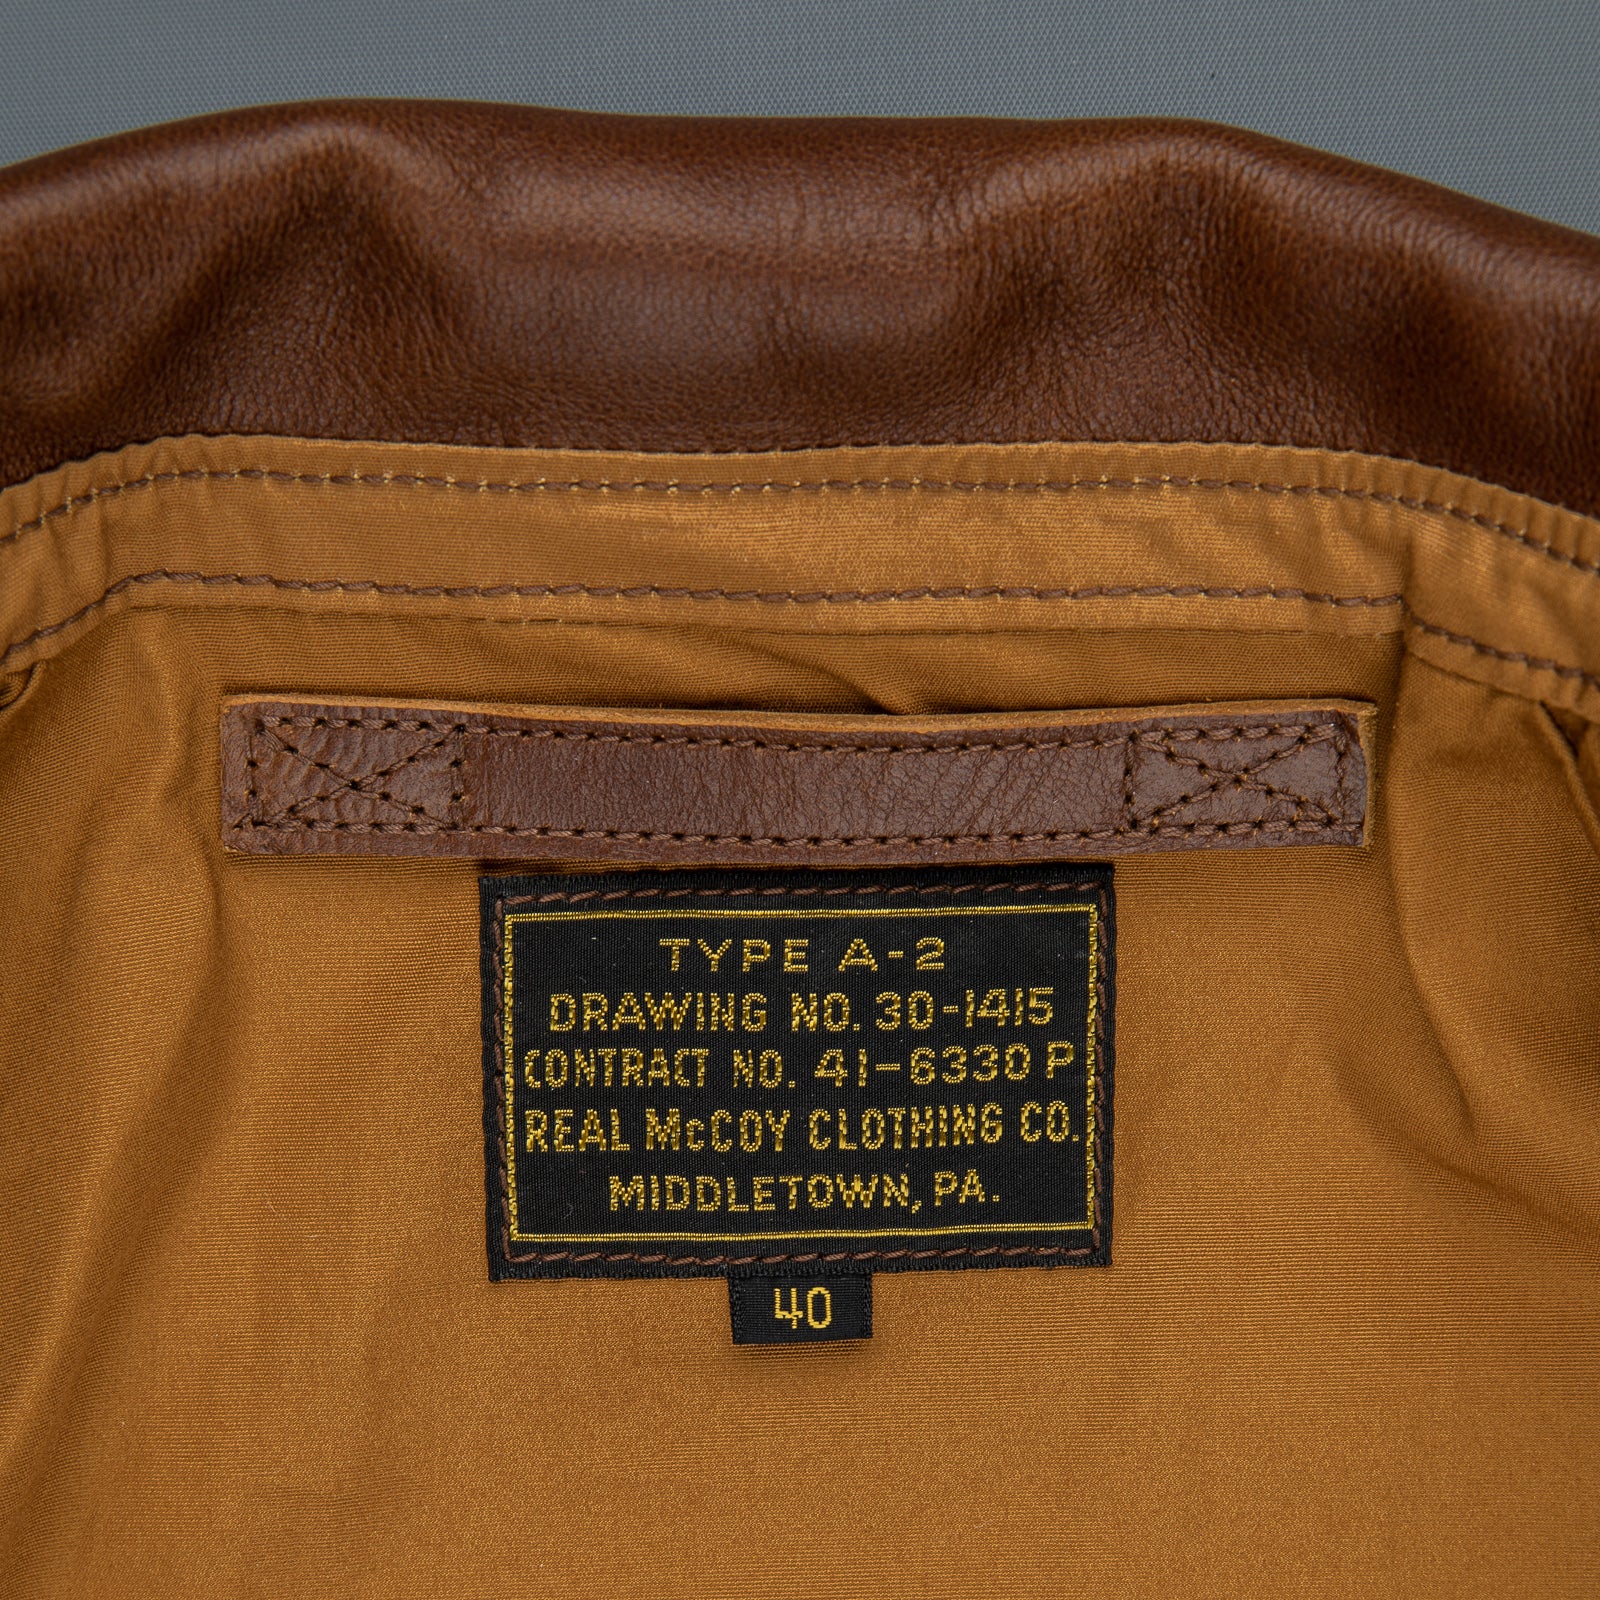 TYPE A-2
DRAWING NO. 30-1415
CONTRACT NO. 41-6330 P
REAL McCOY CLOTHING CO.
MIDDLETOWN, PA.
40